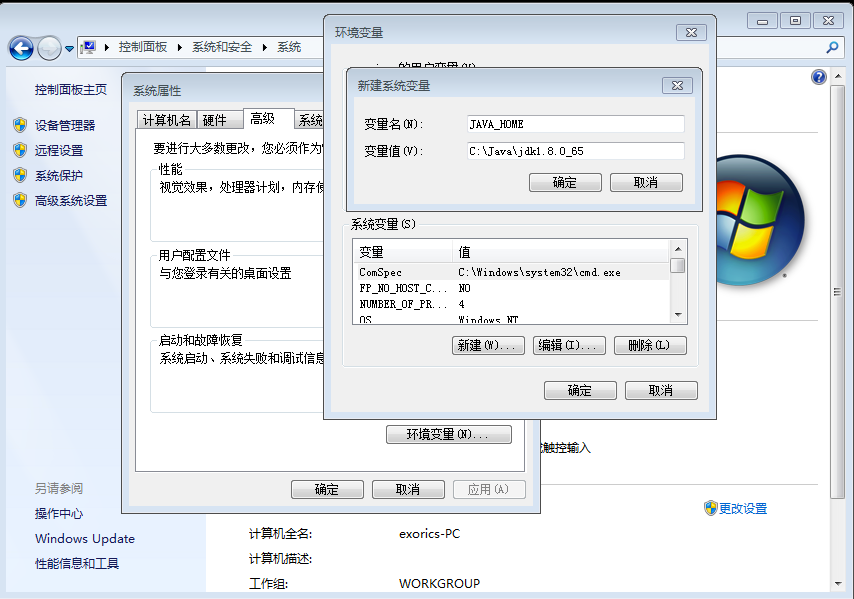 控制面板 系统和安全 系统
控制面板主页
设备管理器
远程设置
系统保护
高级系统设置
另请参阅
操作中心
Windows Update
性能信息和工具
系统属性
计算机名 硬件 高级 系统
要进行大多数更改,您必须作为
性能
视觉效果,处理器计划,内存使
用户配置文件
与您登录有关的桌面设置
启动和故障恢复
系统启动、系统失败和调试信息
环境变量(N)...
确定 取消 应用(A)
环境变量
的用户变量(U)
新建系统变量
变量名(N): JAVA_HOME
变量值(V): C:\Java\jdk1.8.0_65
确定 取消
系统变量(S)
变量 值
ComSpec C:\Windows\system32\cmd.exe
FP_NO_HOST_C... NO
NUMBER_OF_PR... 4
OS Windows_NT
新建(W)... 编辑(I)... 删除(L)
确定 取消
触控输入
更改设置
计算机全名: exorics-PC
计算机描述:
工作组: WORKGROUP